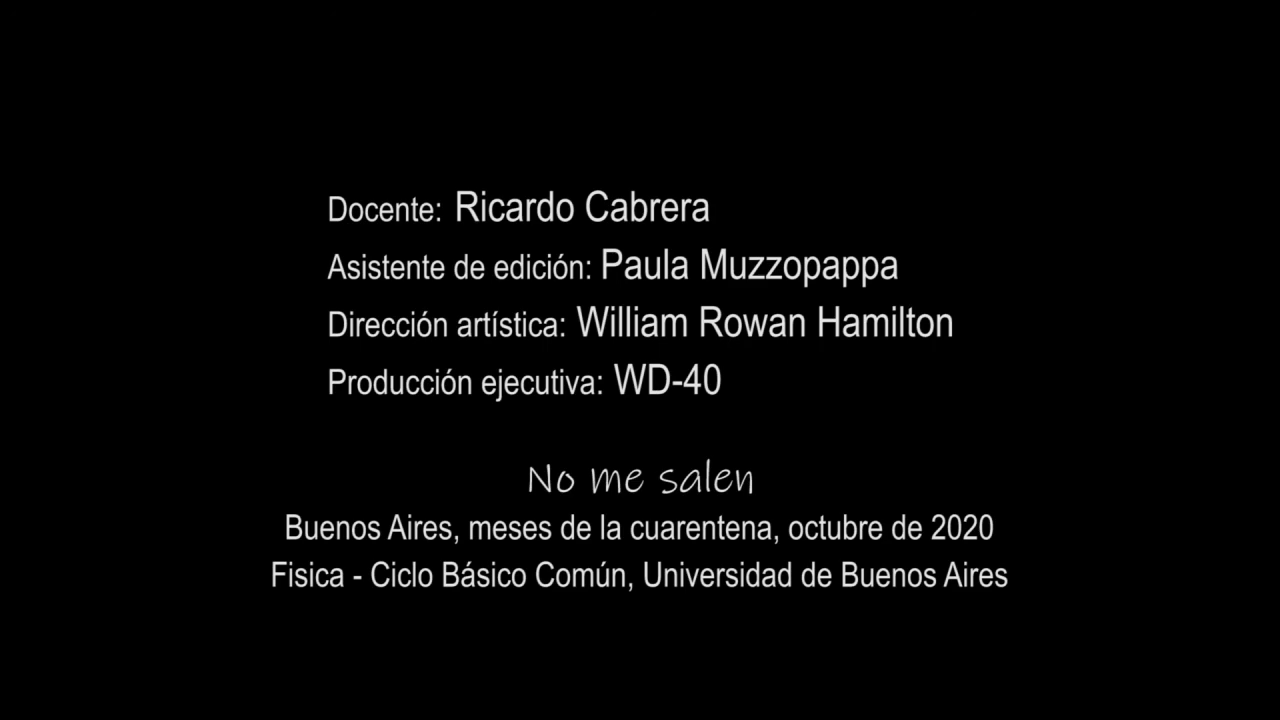 Docente: Ricardo Cabrera
Asistente de edición: Paula Muzzopappa
Dirección artística: William Rowan Hamilton
Producción ejecutiva: WD-40
No me salen
Buenos Aires, meses de la cuarentena, octubre de 2020
Fisica - Ciclo Básico Común, Universidad de Buenos Aires